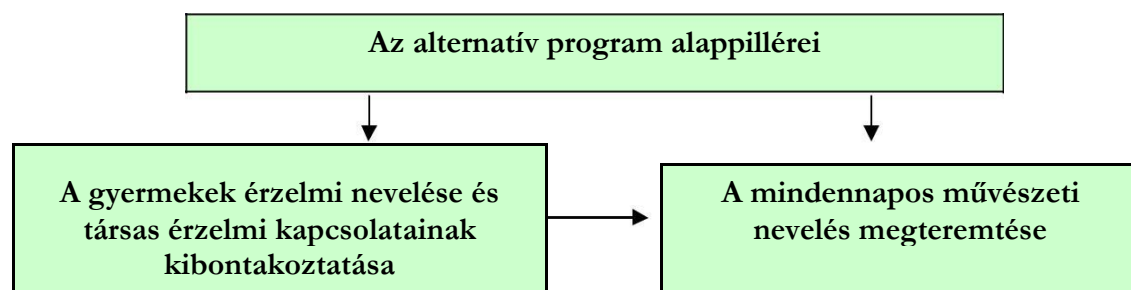 Az alternatív program alappillérei
A gyermekek érzelmi nevelése és
társas érzelmi kapcsolatainak
kibontakoztatása
A mindennapos művészeti
nevelés megteremtése